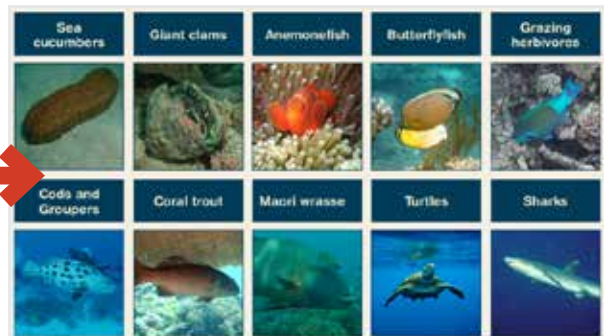 Sea
cucumbers
Giant clams
Anemonefish
Butterflyfish
Grazing
herbivores
Cods and
Groupers
Coral trout
Maori wrasse
Turtles
Sharks